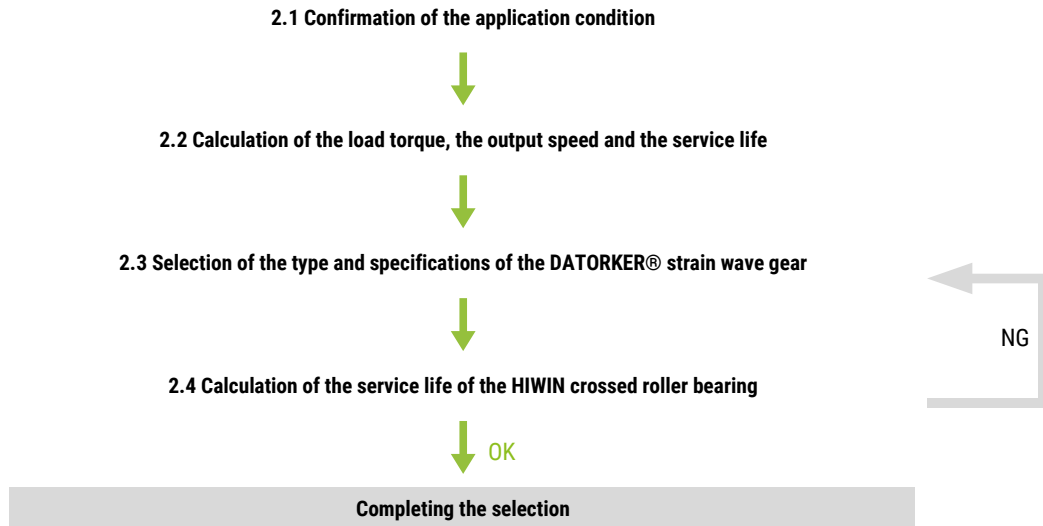 2.1 Confirmation of the application condition
2.2 Calculation of the load torque, the output speed and the service life
2.3 Selection of the type and specifications of the DATORKER® strain wave gear
NG
2.4 Calculation of the service life of the HIWIN crossed roller bearing
OK
Completing the selection